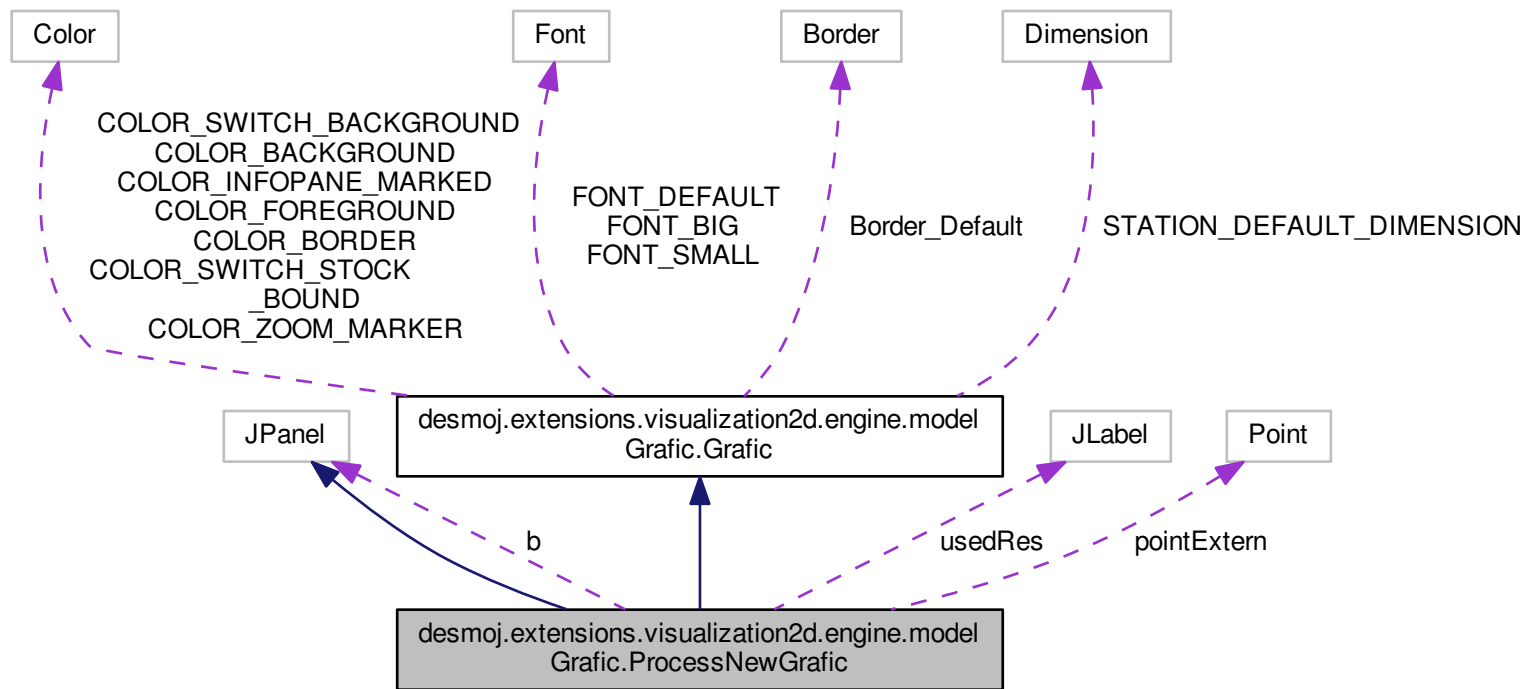 Color
Font
Border
Dimension
COLOR_SWITCH_BACKGROUND
COLOR_BACKGROUND
COLOR_INFOPANE_MARKED
COLOR_FOREGROUND
COLOR_BORDER
COLOR_SWITCH_STOCK
_BOUND
COLOR_ZOOM_MARKER
FONT_DEFAULT
FONT_BIG
FONT_SMALL
Border_Default
STATION_DEFAULT_DIMENSION
JPanel
desmoj.extensions.visualization2d.engine.model
Grafic.Grafic
JLabel
Point
b
usedRes
pointExtern
desmoj.extensions.visualization2d.engine.model
Grafic.ProcessNewGrafic